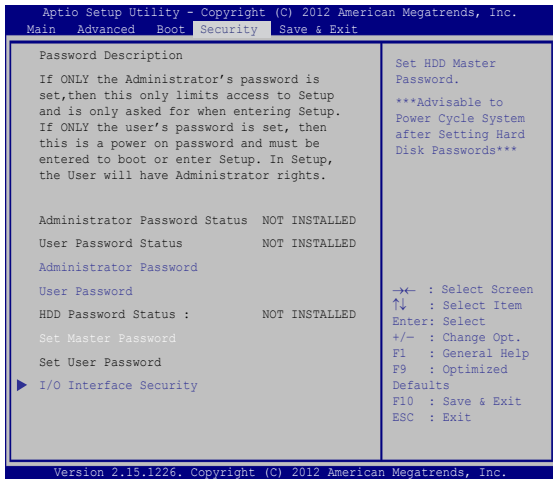 Aptio Setup Utility - Copyright (C) 2012 American Megatrends, Inc.
Main Advanced Boot Security Save & Exit
Password Description
If ONLY the Administrator's password is
set,then this only limits access to Setup
and is only asked for when entering Setup.
If ONLY the user's password is set, then
this is a power on password and must be
entered to boot or enter Setup. In Setup,
the User will have Administrator rights.
Administrator Password Status NOT INSTALLED
User Password Status NOT INSTALLED
Administrator Password
User Password
HDD Password Status : NOT INSTALLED
Set Master Password
Set User Password
I/O Interface Security
Set HDD Master
Password.
***Advisable to
Power Cycle System
after Setting Hard
Disk Passwords***
→← : Select Screen
↑↓ : Select Item
Enter: Select
+/— : Change Opt.
F1 : General Help
F9 : Optimized
Defaults
F10 : Save & Exit
ESC : Exit
Version 2.15.1226. Copyright (C) 2012 American Megatrends, Inc.